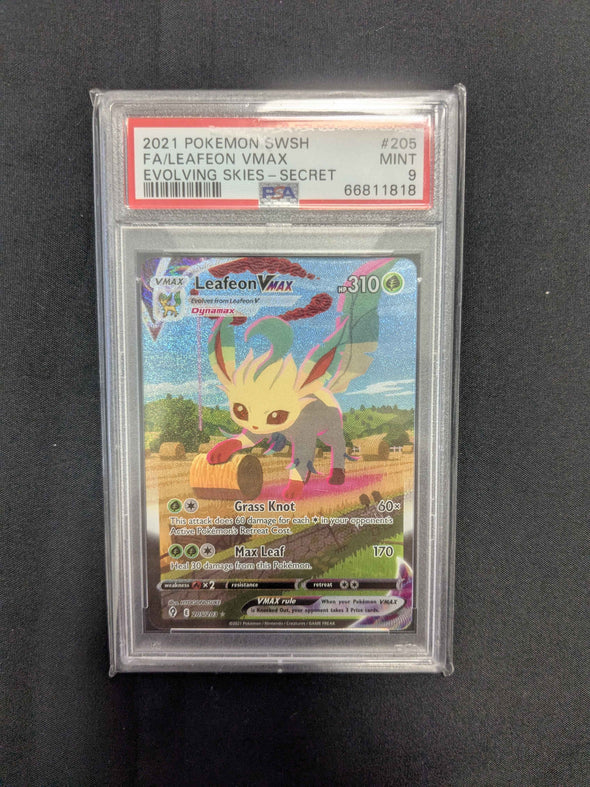 2021 POKEMON SWSH #205
FA/LEAFEON VMAX MINT
EVOLVING SKIES – SECRET 9
PSA 66811818
VMAX Leafeon VMAX HP 310
Evolves from Leafeon V
Dynamax
Grass Knot 60×
This attack does 60 damage for each in your opponent's
Active Pokémon's Retreat Cost.
Max Leaf 170
Heal 30 damage from this Pokémon.
weakness ×2 resistance retreat
VMAX rule When your Pokémon VMAX
is Knocked Out, your opponent takes 3 Prize cards.
E 205/203
©2021 Pokémon / Nintendo / Creatures / GAME FREAK